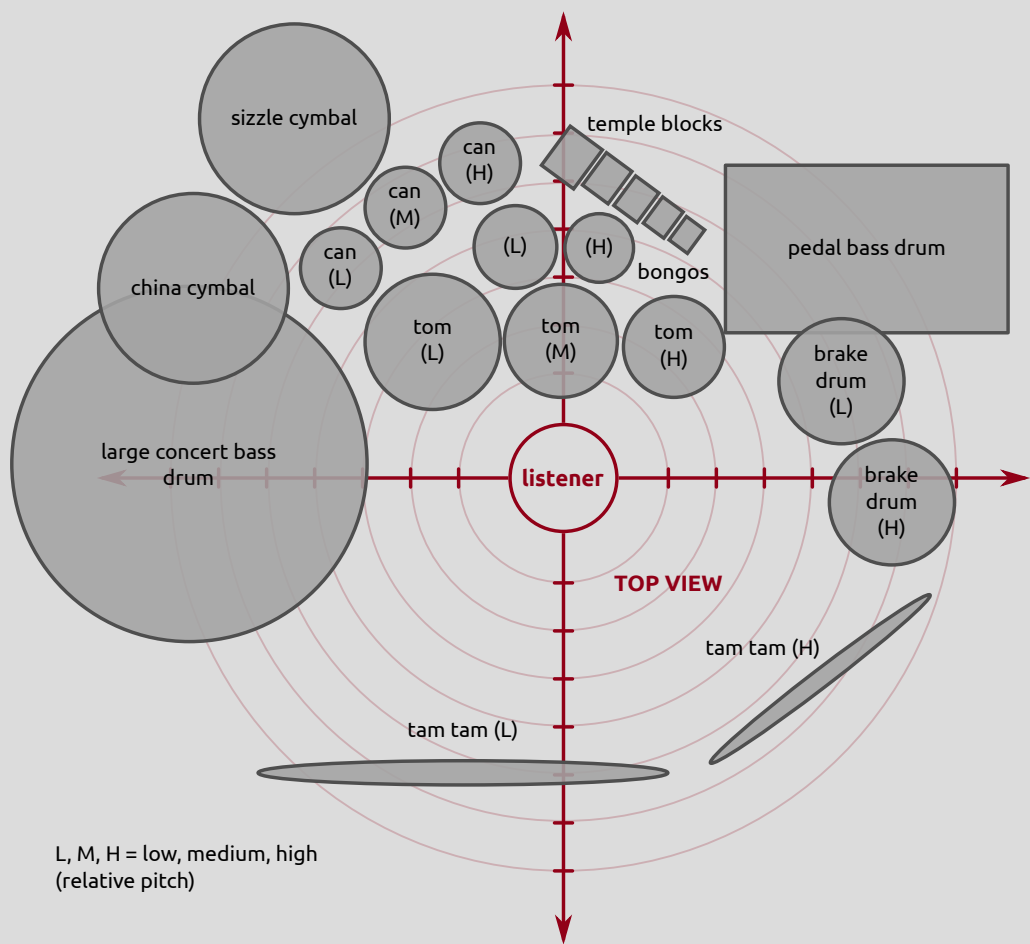 sizzle cymbal
temple blocks
can
(H)
can
(M)
can
(L)
(L)
(H)
bongos
pedal bass drum
china cymbal
tom
(L)
tom
(M)
tom
(H)
brake
drum
(L)
large concert bass
drum
listener
brake
drum
(H)
TOP VIEW
tam tam (H)
tam tam (L)
L, M, H = low, medium, high
(relative pitch)